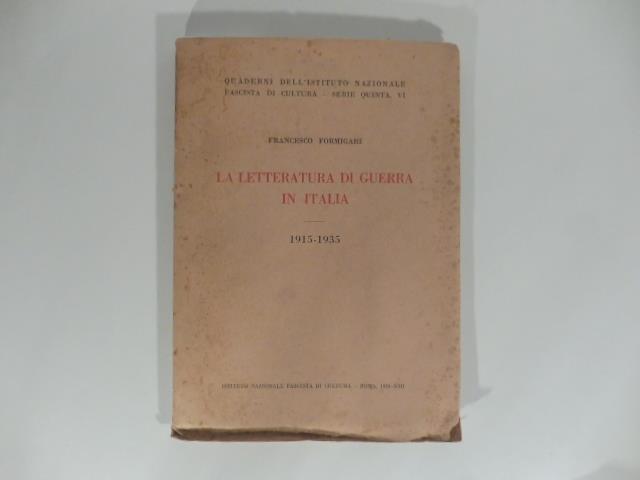 QUADERNI DELL'ISTITUTO NAZIONALE
FASCISTA DI CULTURA - SERIE QUINTA, VI
FRANCESCO FORMIGARI
LA LETTERATURA DI GUERRA
IN ITALIA
1915-1935
ISTITUTO NAZIONALE FASCISTA DI CULTURA - ROMA,